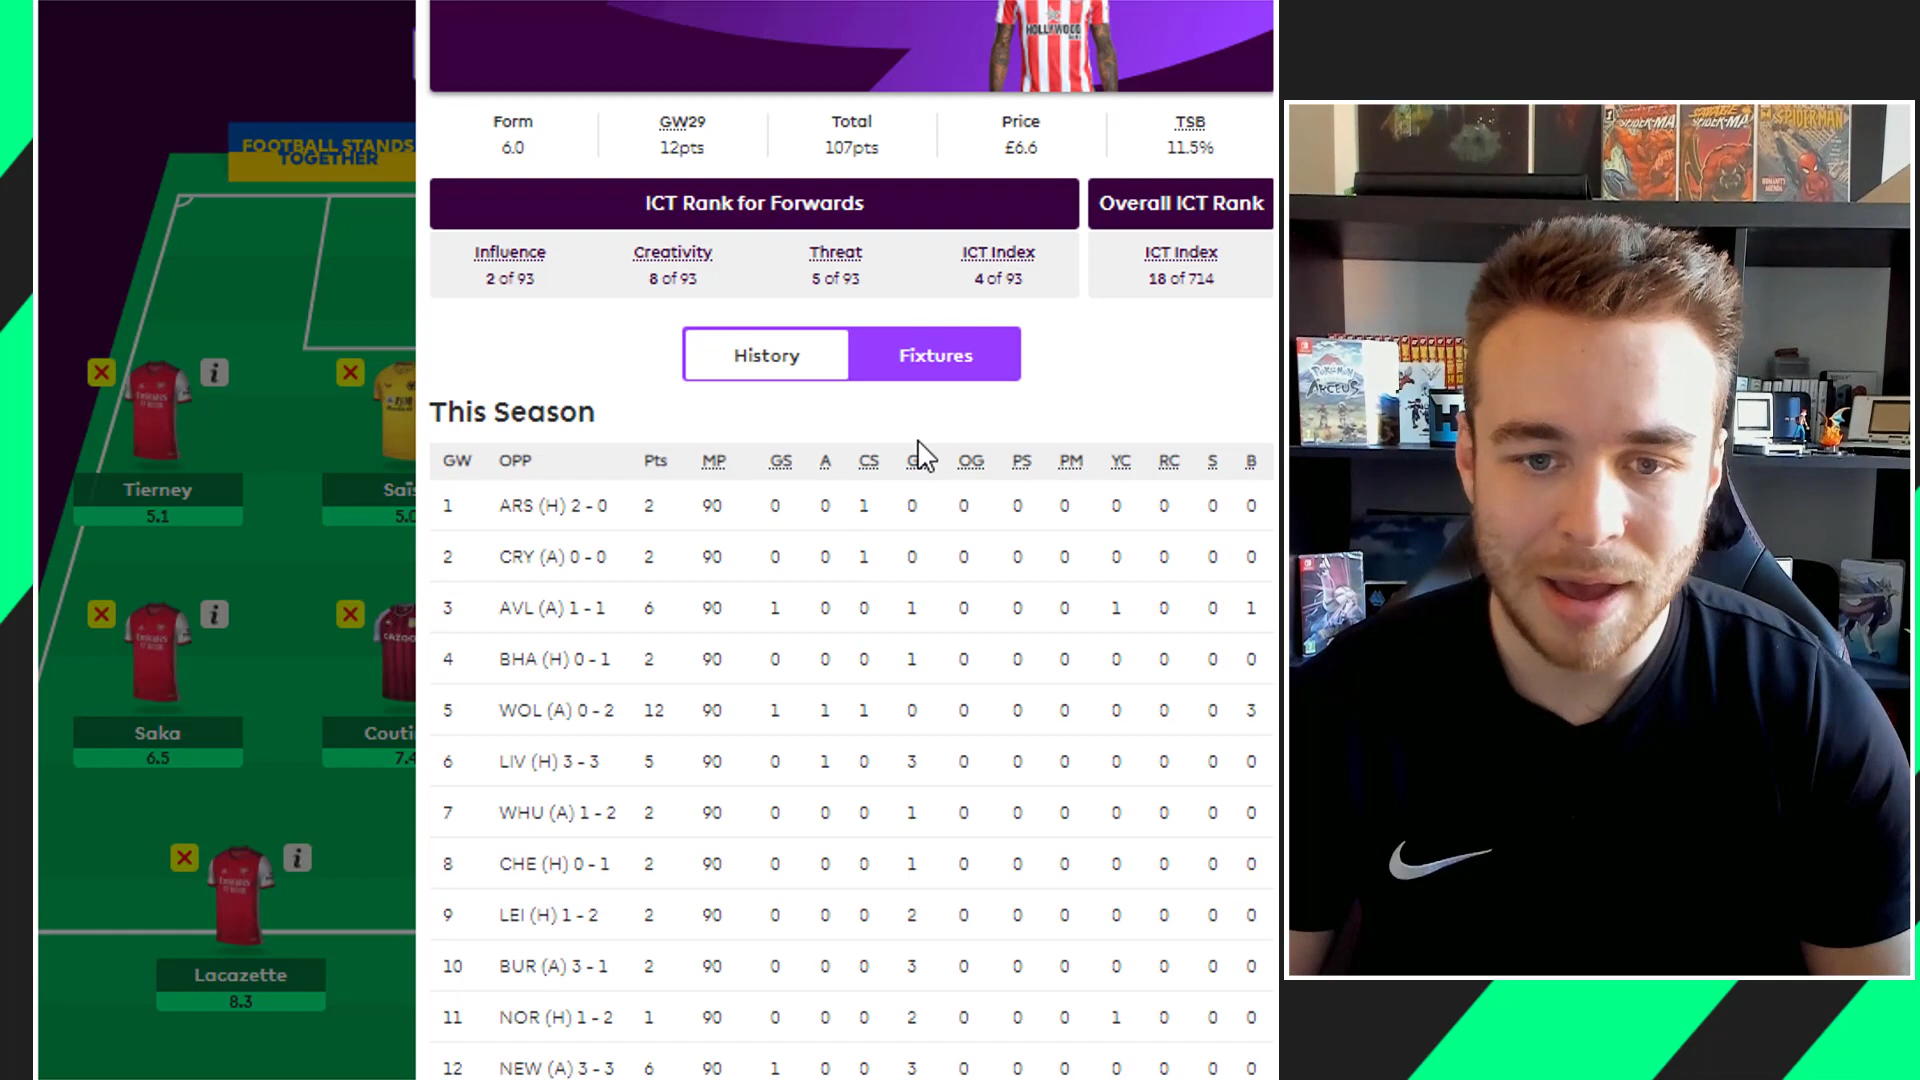 FOOTBALL STANDS
TOGETHER
Tierney
5.1
Saïs
5.0
Saka
6.5
Couti
7.4
Lacazette
8.3
HOLLYWOOD
Form GW29 Total Price TSB
6.0 12pts 107pts £6.6 11.5%
ICT Rank for Forwards Overall ICT Rank
Influence Creativity Threat ICT Index ICT Index
2 of 93 8 of 93 5 of 93 4 of 93 18 of 714
History Fixtures
This Season
GW OPP Pts MP GS A CS G OG PS PM YC RC S B
1 ARS (H) 2 - 0 2 90 0 0 1 0 0 0 0 0 0 0 0
2 CRY (A) 0 - 0 2 90 0 0 1 0 0 0 0 0 0 0 0
3 AVL (A) 1 - 1 6 90 1 0 0 1 0 0 0 1 0 0 1
4 BHA (H) 0 - 1 2 90 0 0 0 1 0 0 0 0 0 0 0
5 WOL (A) 0 - 2 12 90 1 1 1 0 0 0 0 0 0 0 3
6 LIV (H) 3 - 3 5 90 0 1 0 3 0 0 0 0 0 0 0
7 WHU (A) 1 - 2 2 90 0 0 0 1 0 0 0 0 0 0 0
8 CHE (H) 0 - 1 2 90 0 0 0 1 0 0 0 0 0 0 0
9 LEI (H) 1 - 2 2 90 0 0 0 2 0 0 0 0 0 0 0
10 BUR (A) 3 - 1 2 90 0 0 0 3 0 0 0 0 0 0 0
11 NOR (H) 1 - 2 1 90 0 0 0 2 0 0 0 1 0 0 0
12 NEW (A) 3 - 3 6 90 1 0 0 3 0 0 0 0 0 0 0
SPIDER-MA
SPIDER-MA
SPIDER-MAN
POKÉMON
ARCEUS